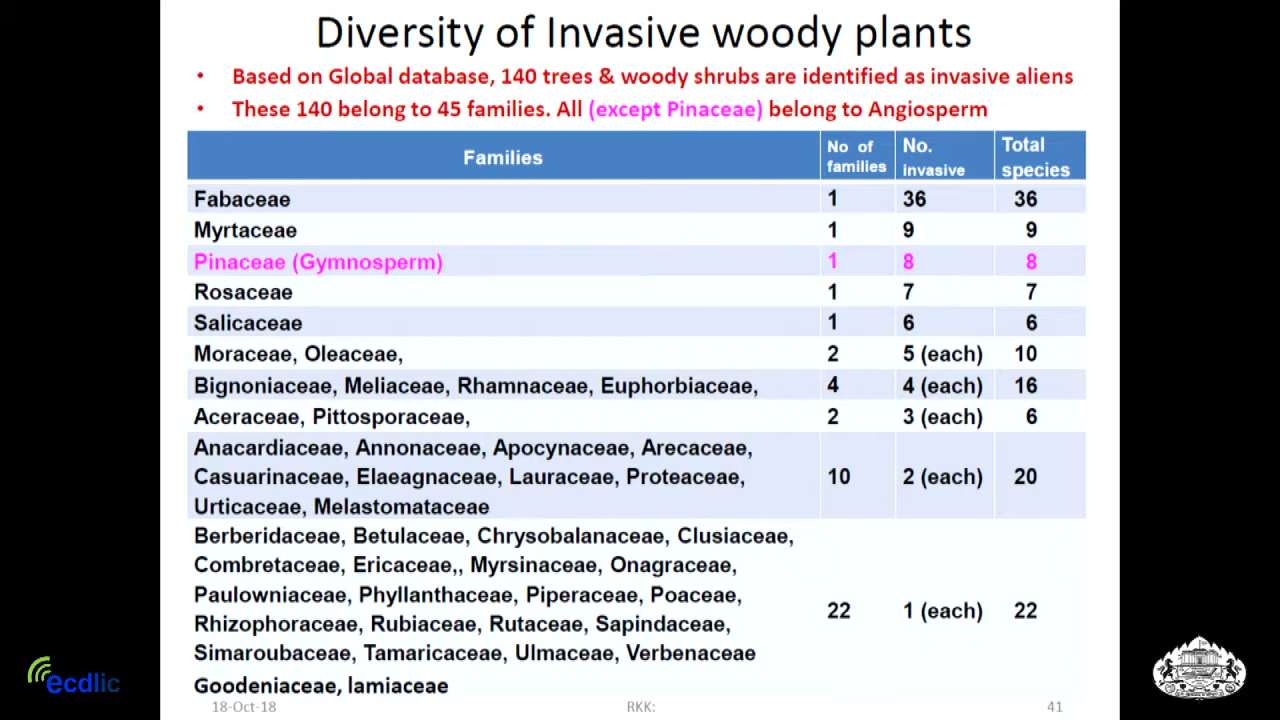 Diversity of Invasive woody plants
• Based on Global database, 140 trees & woody shrubs are identified as invasive aliens
• These 140 belong to 45 families. All (except Pinaceae) belong to Angiosperm
Families No of families No. invasive Total species
Fabaceae 1 36 36
Myrtaceae 1 9 9
Pinaceae (Gymnosperm) 1 8 8
Rosaceae 1 7 7
Salicaceae 1 6 6
Moraceae, Oleaceae, 2 5 (each) 10
Bignoniaceae, Meliaceae, Rhamnaceae, Euphorbiaceae, 4 4 (each) 16
Aceraceae, Pittosporaceae, 2 3 (each) 6
Anacardiaceae, Annonaceae, Apocynaceae, Arecaceae,
Casuarinaceae, Elaeagnaceae, Lauraceae, Proteaceae, 10 2 (each) 20
Urticaceae, Melastomataceae
Berberidaceae, Betulaceae, Chrysobalanaceae, Clusiaceae,
Combretaceae, Ericaceae,, Myrsinaceae, Onagraceae,
Paulowniaceae, Phyllanthaceae, Piperaceae, Poaceae, 22 1 (each) 22
Rhizophoraceae, Rubiaceae, Rutaceae, Sapindaceae,
Simaroubaceae, Tamaricaceae, Ulmaceae, Verbenaceae
Goodeniaceae, lamiaceae
ecdlic
18-Oct-18 RKK: 41